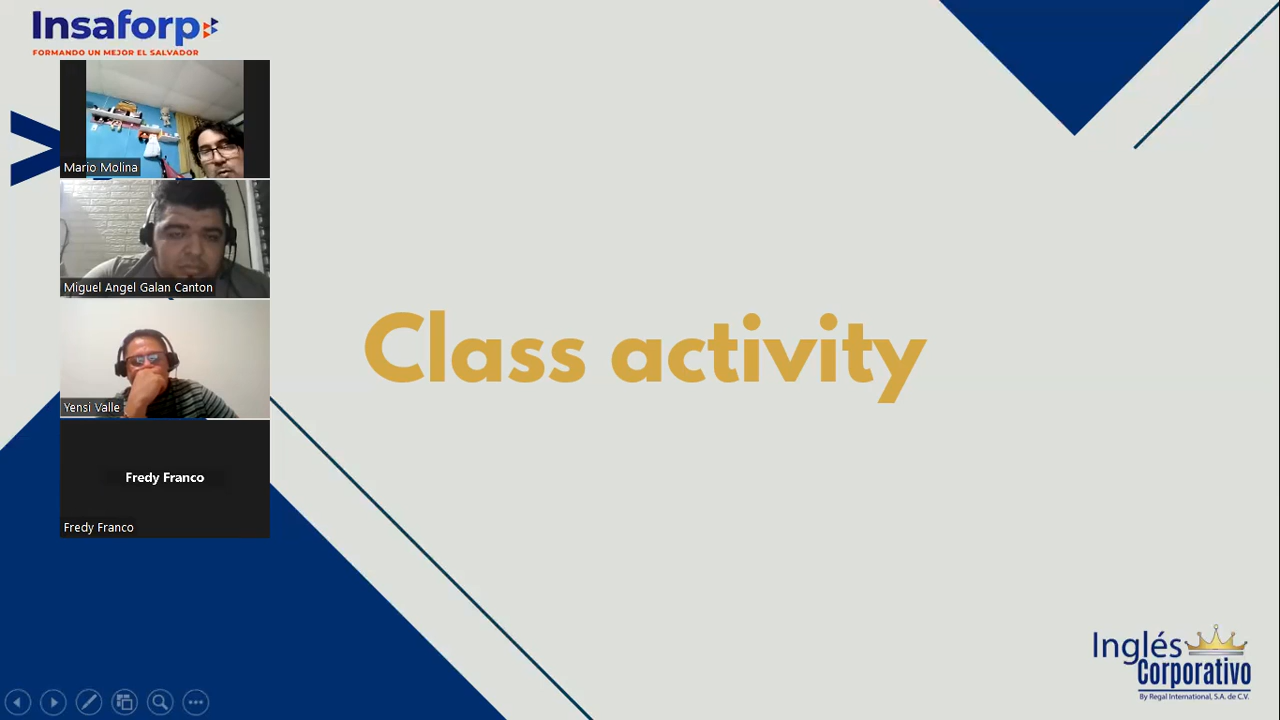 Insaforp
FORMANDO UN MEJOR EL SALVADOR
Mario Molina
Miguel Angel Galan Canton
Yensi Valle
Fredy Franco
Fredy Franco
Class activity
Inglés
Corporativo
By Regal International, S.A. de C.V.